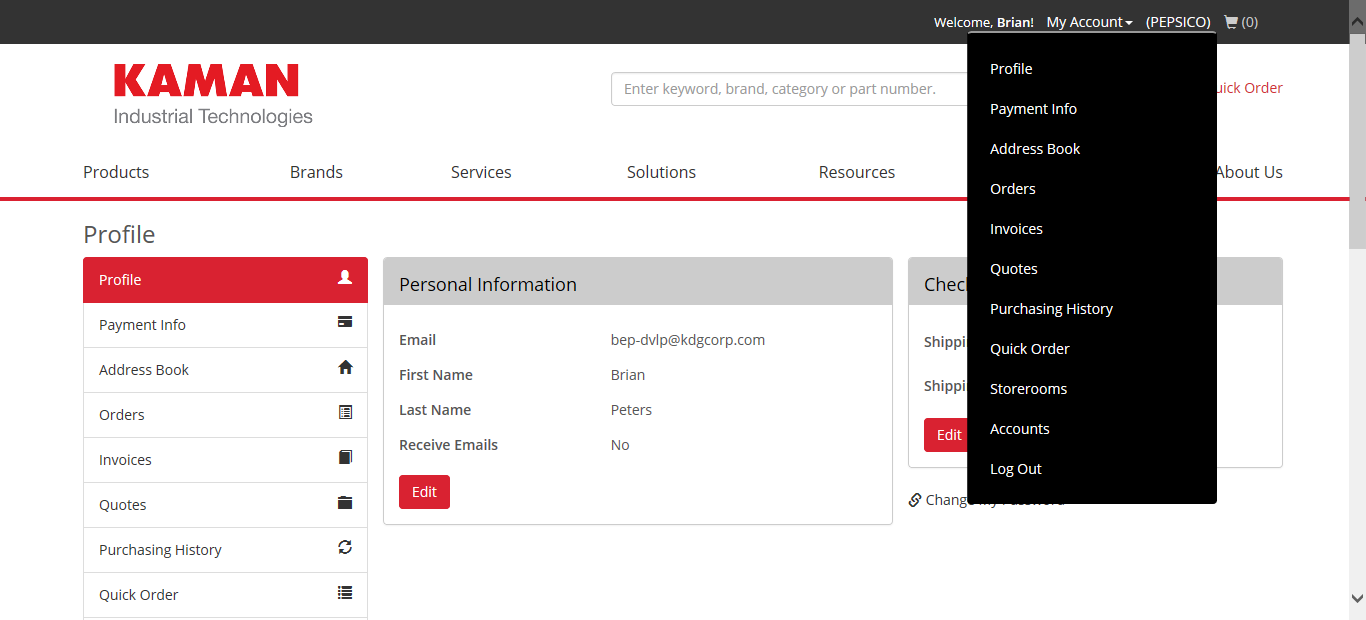 Welcome, Brian! My Account (PEPSICO) (0)
KAMAN
Industrial Technologies
Enter keyword, brand, category or part number.
uick Order
Products Brands Services Solutions Resources About Us
Profile
Payment Info
Address Book
Orders
Invoices
Quotes
Purchasing History
Quick Order
Storerooms
Accounts
Log Out
Profile
Profile
Payment Info
Address Book
Orders
Invoices
Quotes
Purchasing History
Quick Order
Personal Information
Email bep-dvlp@kdgcorp.com
First Name Brian
Last Name Peters
Receive Emails No
Edit
Chec
Shippi
Shippi
Edit
Change My Password